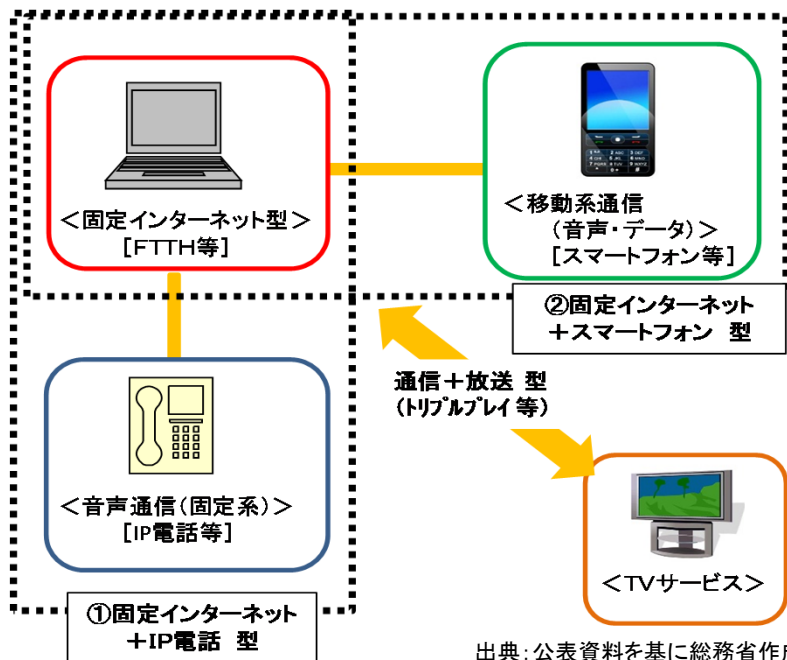 ＜固定インターネット型＞
[FTTH等]
＜移動系通信
（音声・データ）＞
[スマートフォン等]
②固定インターネット
＋スマートフォン 型
通信＋放送 型
(ﾄﾘﾌﾟﾙﾌﾟﾚｲ等)
＜音声通信(固定系)＞
[IP電話等]
＜TVサービス＞
①固定インターネット
＋IP電話 型
出典：公表資料を基に総務省作成